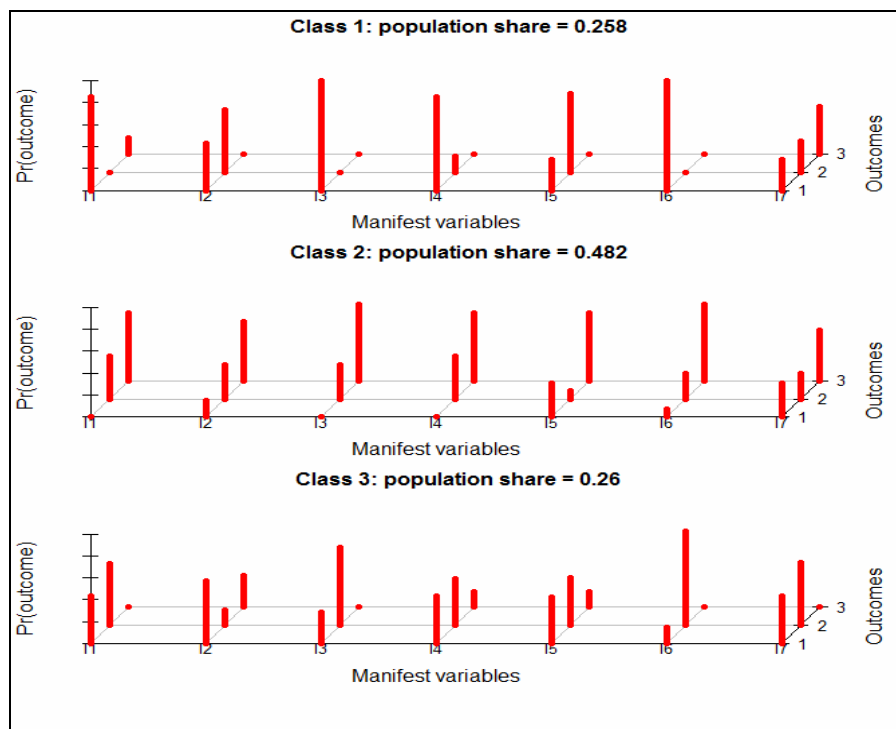 Class 1: population share = 0.258
Pr(outcome)
Outcomes
3
2
1
I1 I2 I3 I4 I5 I6 I7
Manifest variables
Class 2: population share = 0.482
Pr(outcome)
Outcomes
3
2
1
I1 I2 I3 I4 I5 I6 I7
Manifest variables
Class 3: population share = 0.26
Pr(outcome)
Outcomes
3
2
1
I1 I2 I3 I4 I5 I6 I7
Manifest variables